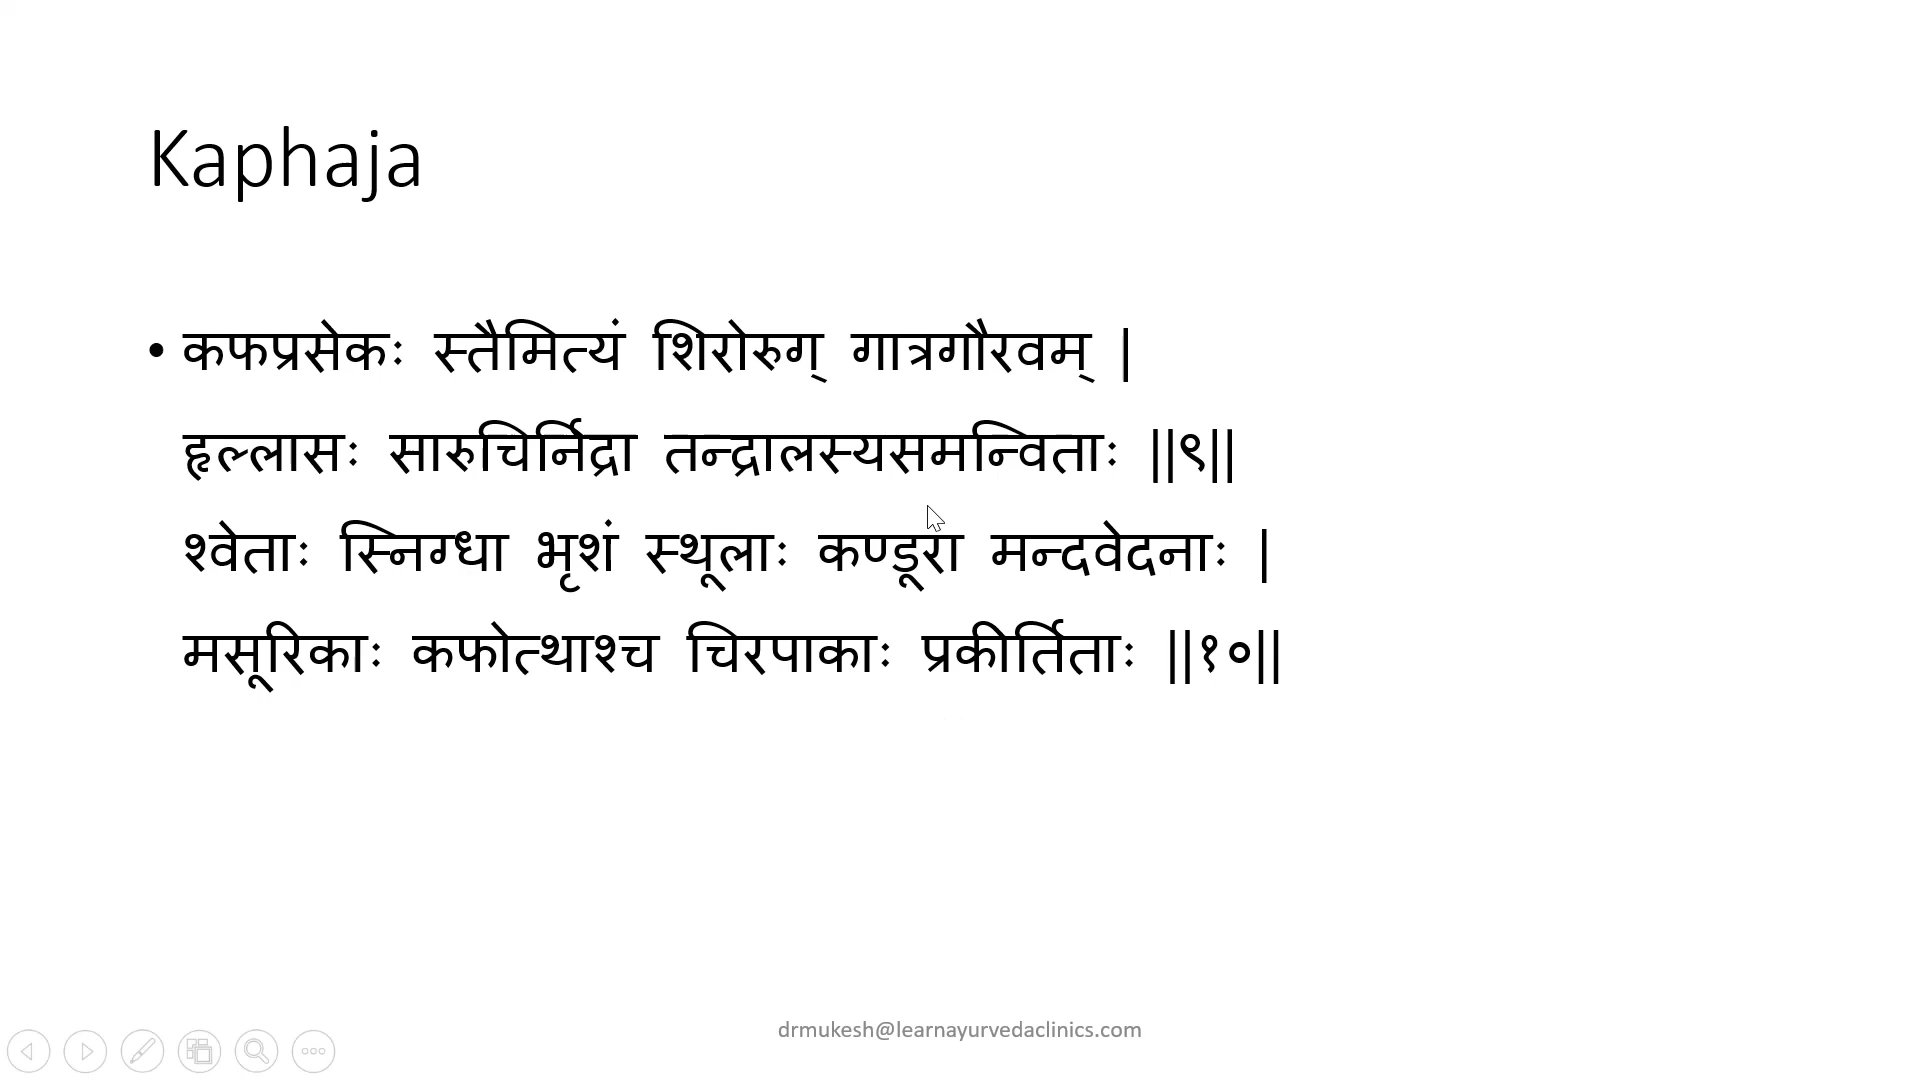 Kaphaja
• कफप्रसेकः स्तैमित्यं शिरोरुग् गात्रगौरवम् |
हृल्लासः सारुचिर्निद्रा तन्द्रालस्यसमन्विताः ||९||
श्वेताः स्निग्धा भृशं स्थूलाः कण्डूरा मन्दवेदनाः |
मसूरिकाः कफोत्थाश्च चिरपाकाः प्रकीर्तिताः ||१०||
drmukesh@learnayurvedaclinics.com